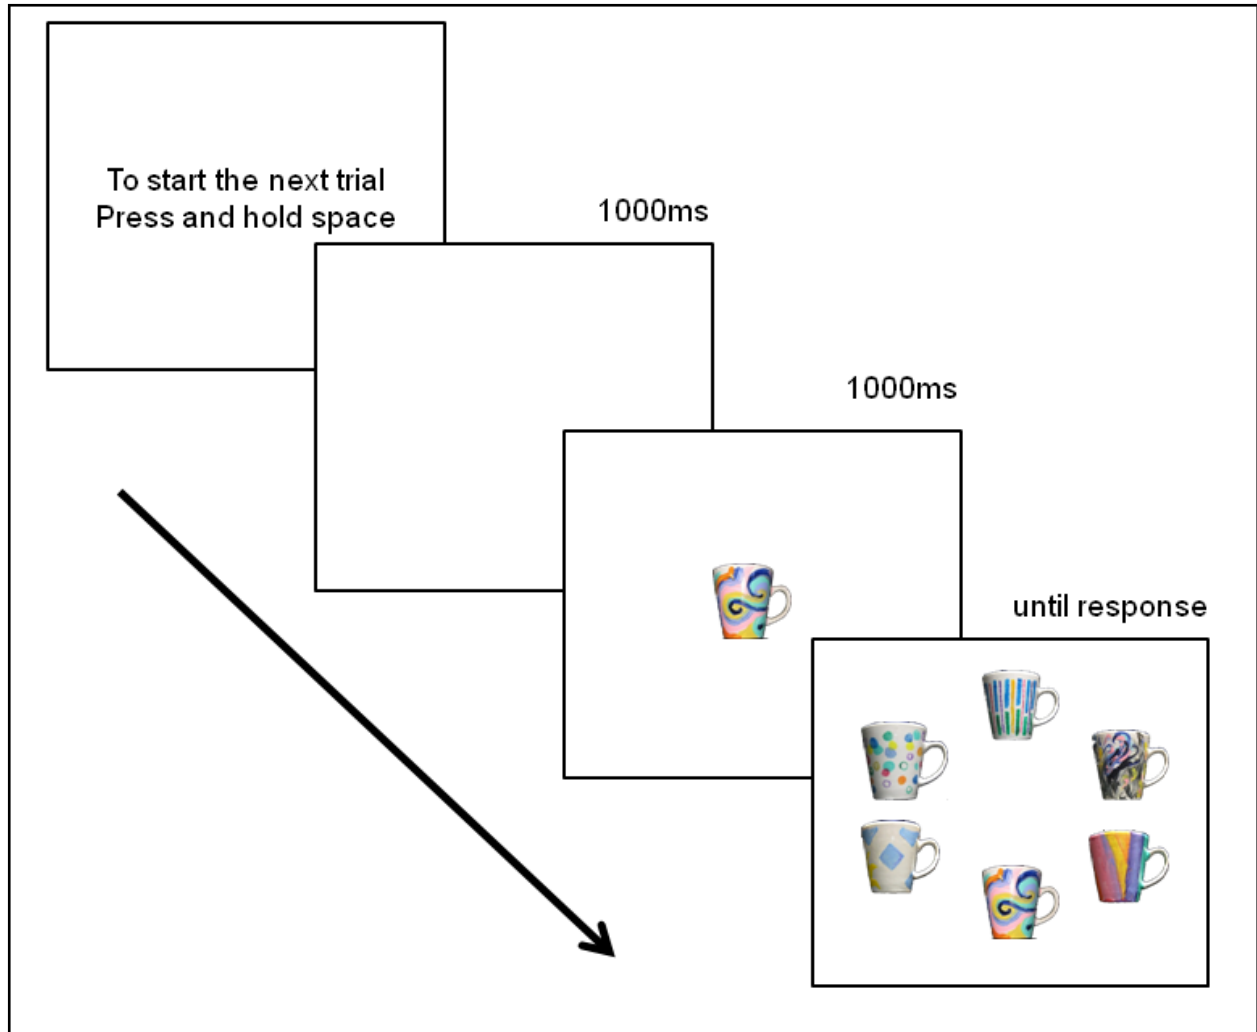 To start the next trial
Press and hold space
1000ms
1000ms
until response